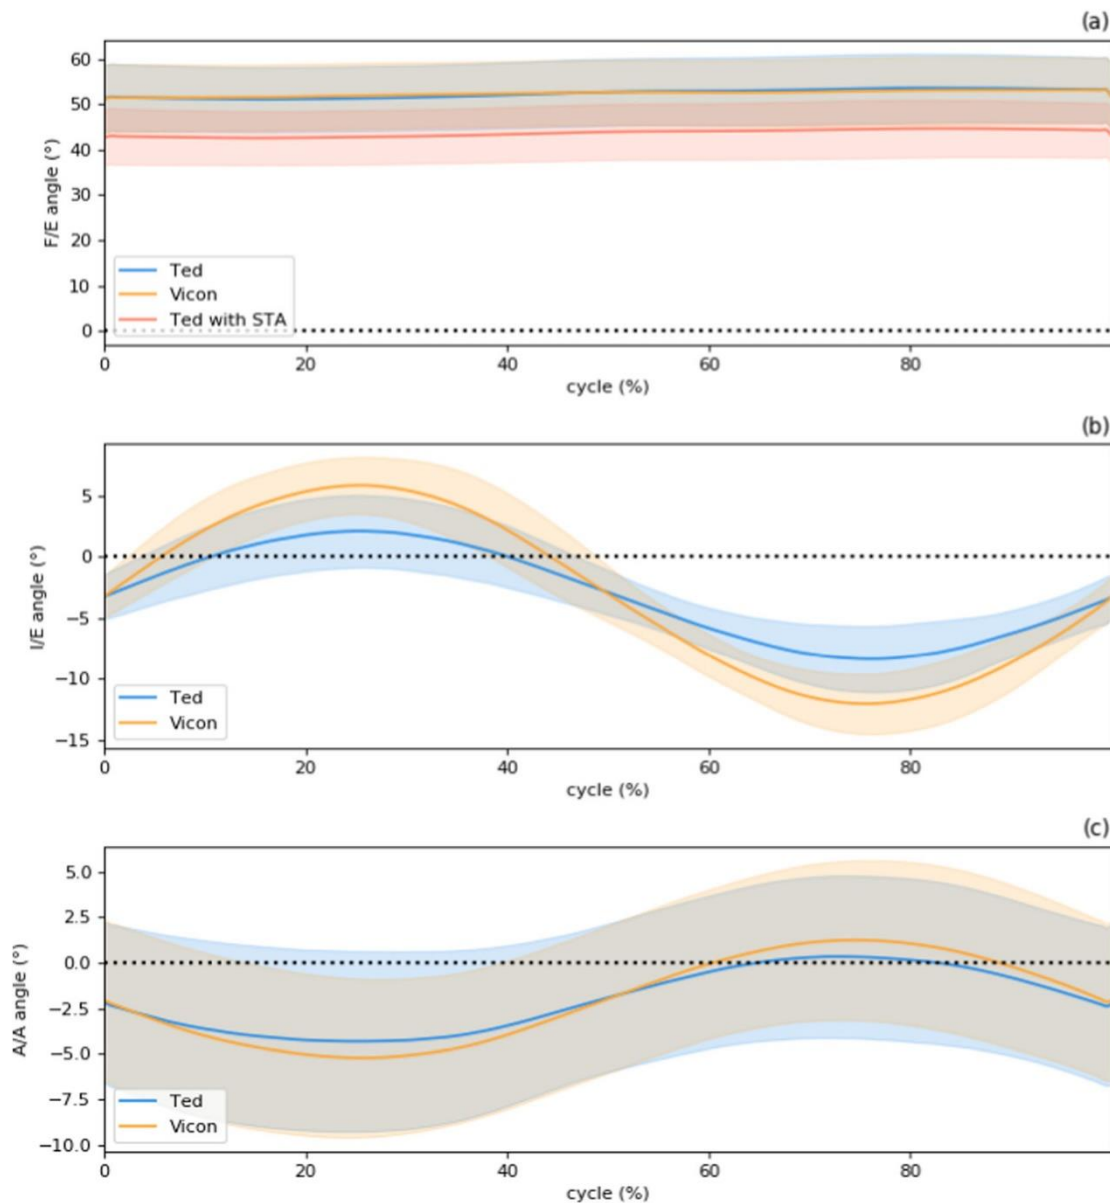 (a)
60
50
40
30
20
10
0
F/E angle (°)
Ted
Vicon
Ted with STA
0 20 40 60 80
cycle (%)
(b)
5
0
−5
−10
−15
I/E angle (°)
Ted
Vicon
0 20 40 60 80
cycle (%)
(c)
5.0
2.5
0.0
−2.5
−5.0
−7.5
−10.0
A/A angle (°)
Ted
Vicon
0 20 40 60 80
cycle (%)